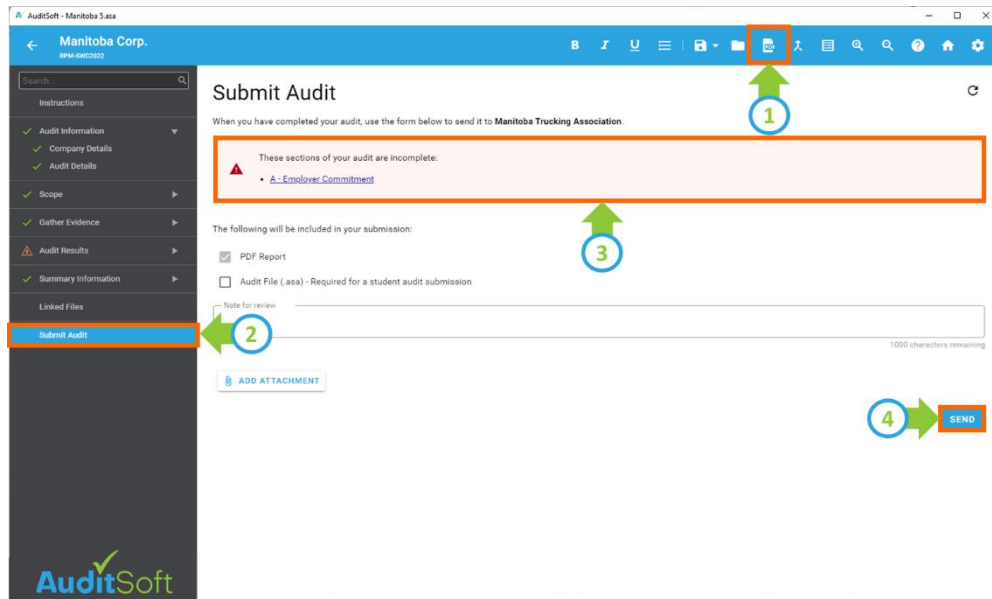 AuditSoft - Manitoba 5.asa
Manitoba Corp.
RPM-SWC2022
B I U
PDF
Search...
Instructions
Audit Information
Company Details
Audit Details
Scope
Gather Evidence
Audit Results
Summary Information
Linked Files
Submit Audit
Submit Audit
1
When you have completed your audit, use the form below to send it to Manitoba Trucking Association.
These sections of your audit are incomplete:
• A - Employer Commitment
3
The following will be included in your submission:
PDF Report
Audit File (.asa) - Required for a student audit submission
Note for review
2
1000 characters remaining
ADD ATTACHMENT
4
SEND
AuditSoft